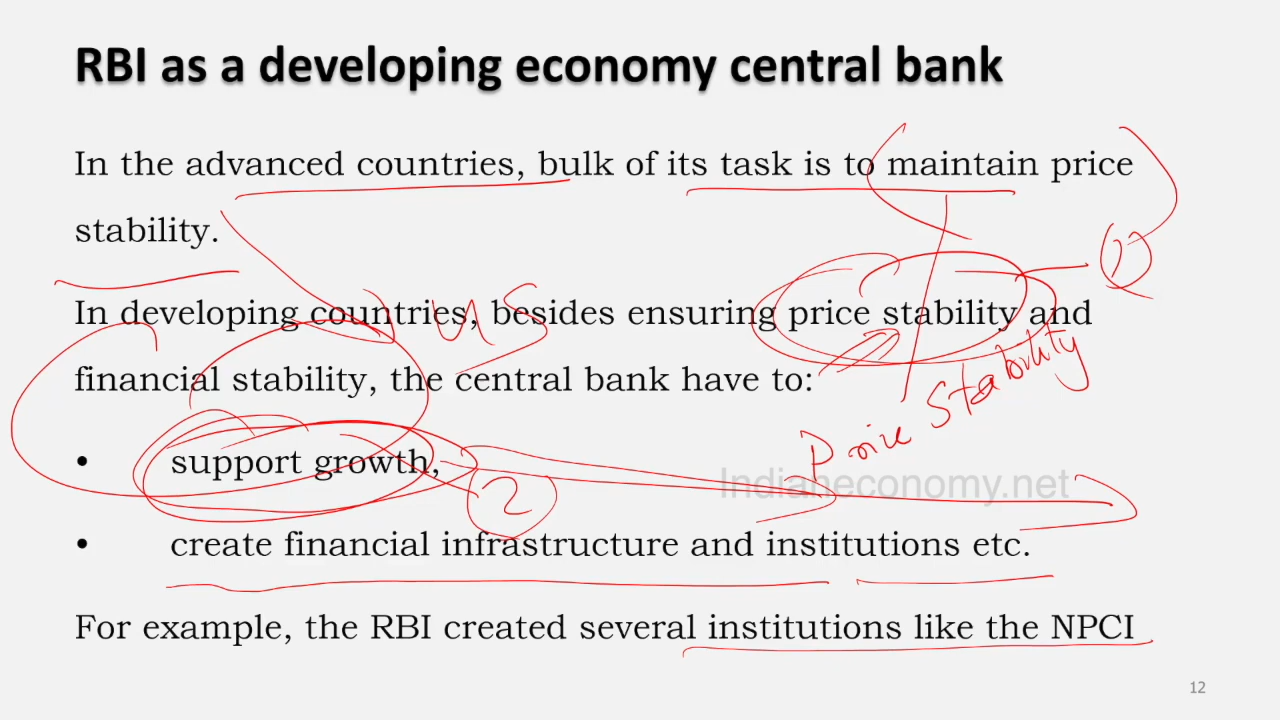 RBI as a developing economy central bank
In the advanced countries, bulk of its task is to maintain price
stability.
1
In developing countries, besides ensuring price stability and
US
financial stability, the central bank have to:
Price Stability
• support growth,
Indianeconomy.net
2
• create financial infrastructure and institutions etc.
For example, the RBI created several institutions like the NPCI
12